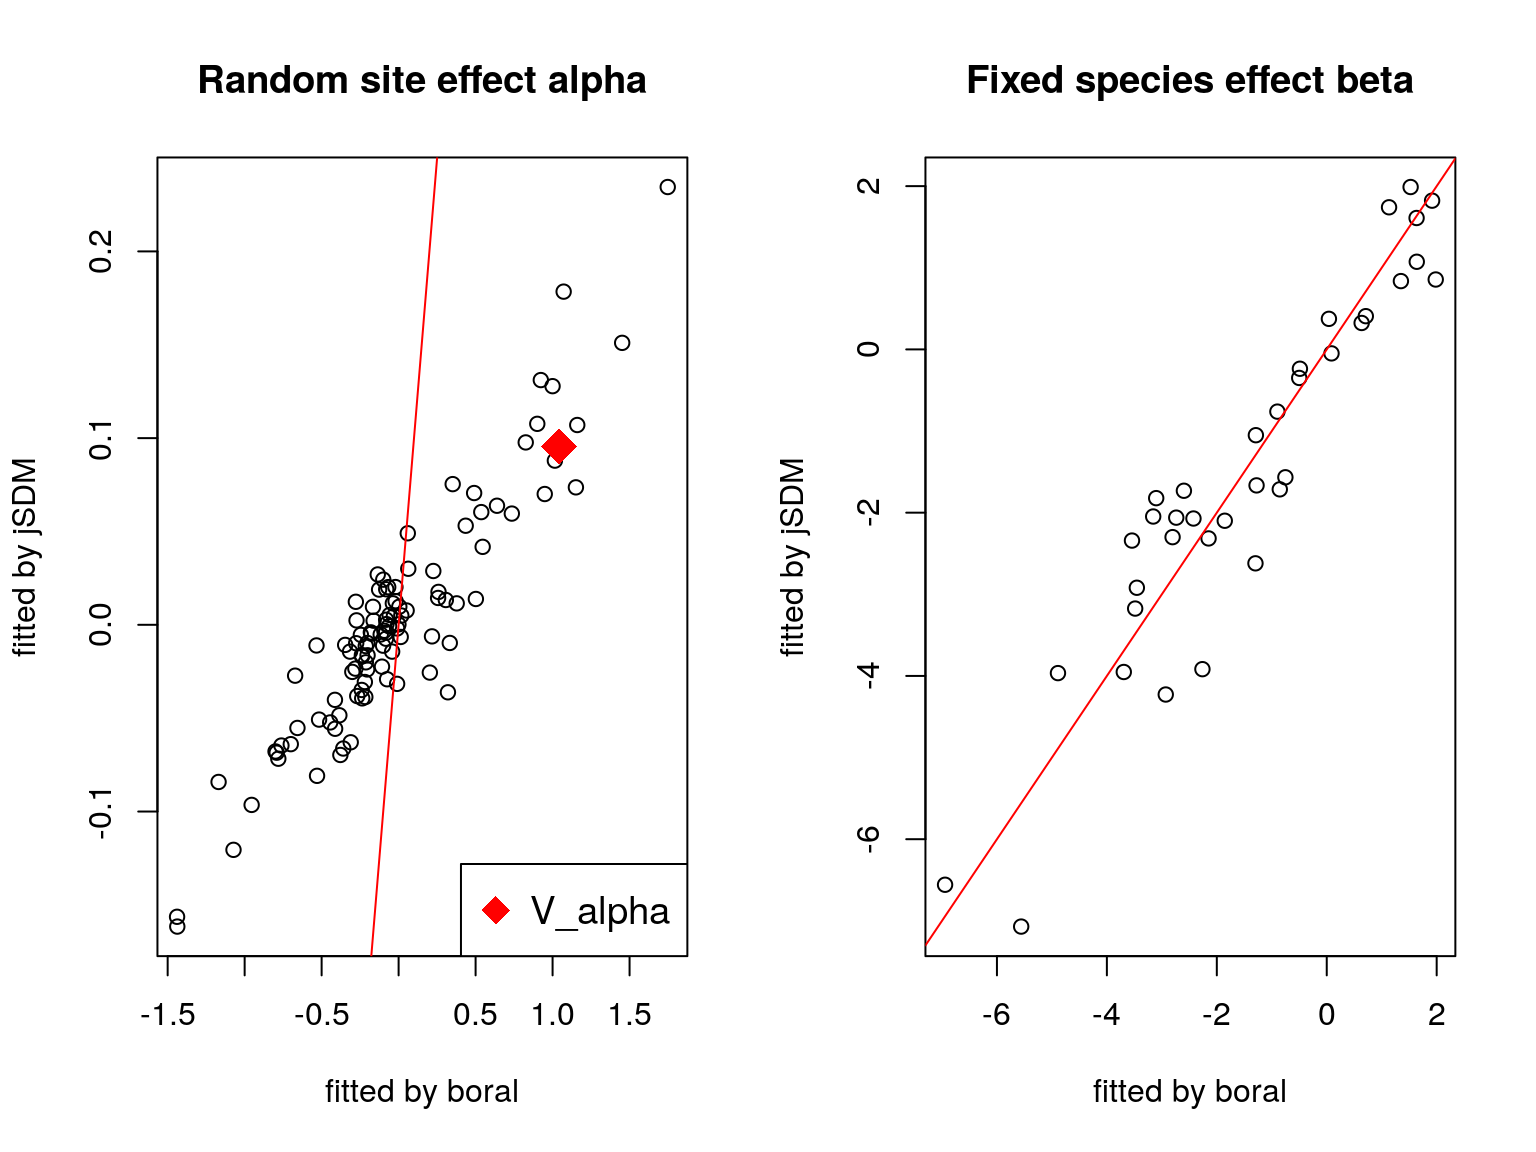 Random site effect alpha
fitted by jSDM
0.2
0.1
0.0
-0.1
V_alpha
-1.5 -0.5 0.5 1.0 1.5
fitted by boral
Fixed species effect beta
fitted by jSDM
2
0
-2
-4
-6
-6 -4 -2 0 2
fitted by boral